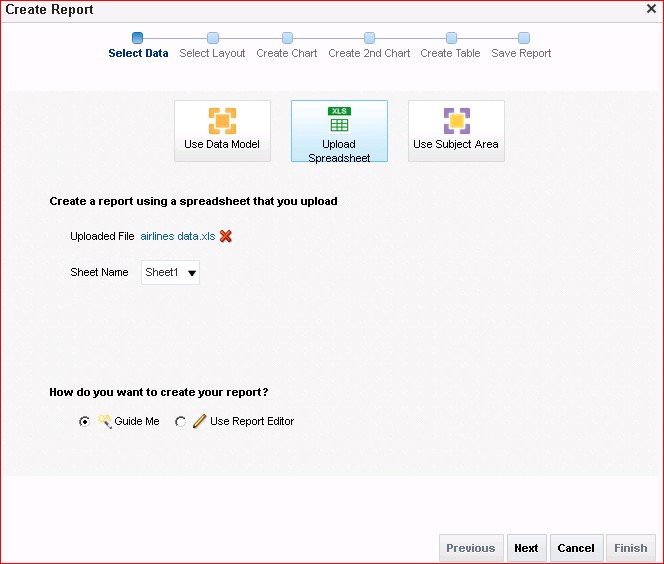 Create Report
Select Data Select Layout Create Chart Create 2nd Chart Create Table Save Report
Use Data Model
XLS
Upload
Spreadsheet
Use Subject Area
Create a report using a spreadsheet that you upload
Uploaded File airlines data.xls
Sheet Name Sheet1
How do you want to create your report?
Guide Me Use Report Editor
Previous Next Cancel Finish